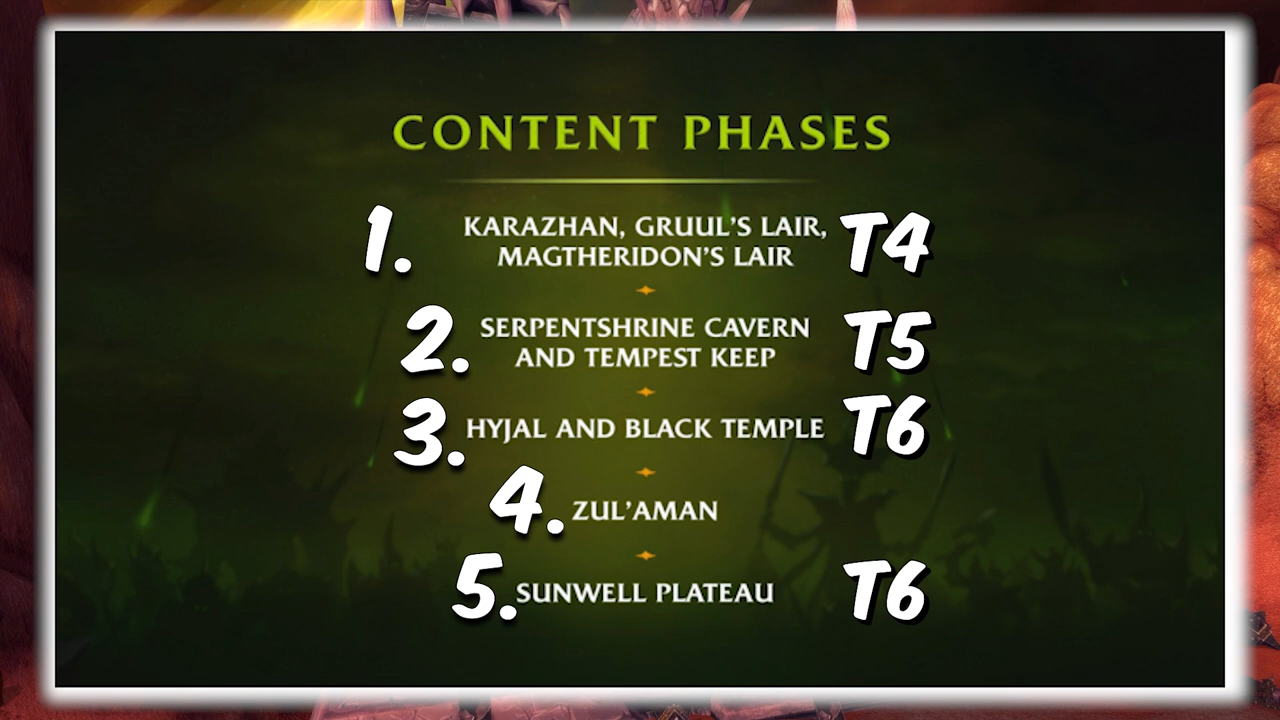 CONTENT PHASES
1. KARAZHAN, GRUUL'S LAIR, T4
MAGTHERIDON'S LAIR
2. SERPENTSHRINE CAVERN T5
AND TEMPEST KEEP
3. HYJAL AND BLACK TEMPLE T6
4. ZUL'AMAN
5. SUNWELL PLATEAU T6